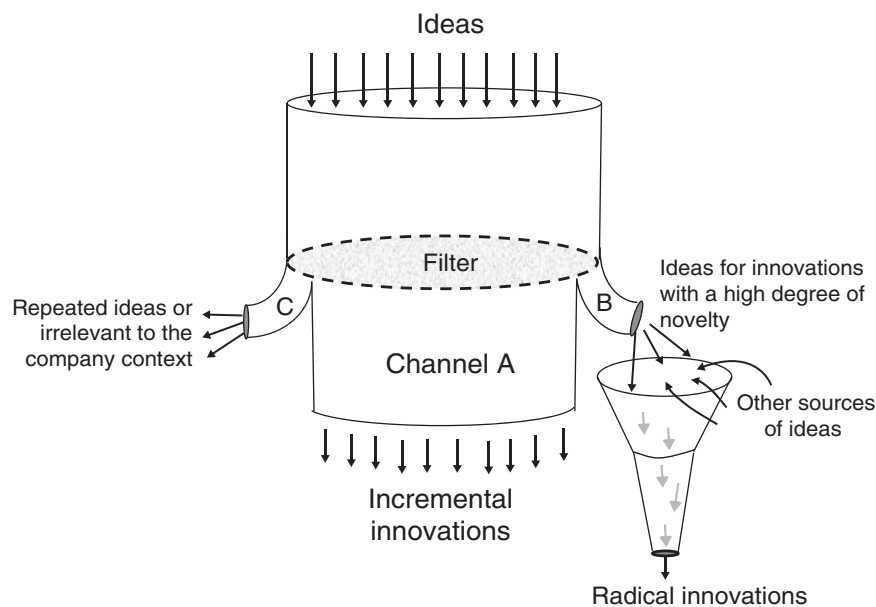 Ideas
Filter
Repeated ideas or
irrelevant to the
company context
C
B
Ideas for innovations
with a high degree of
novelty
Channel A
Other sources
of ideas
Incremental
innovations
Radical innovations